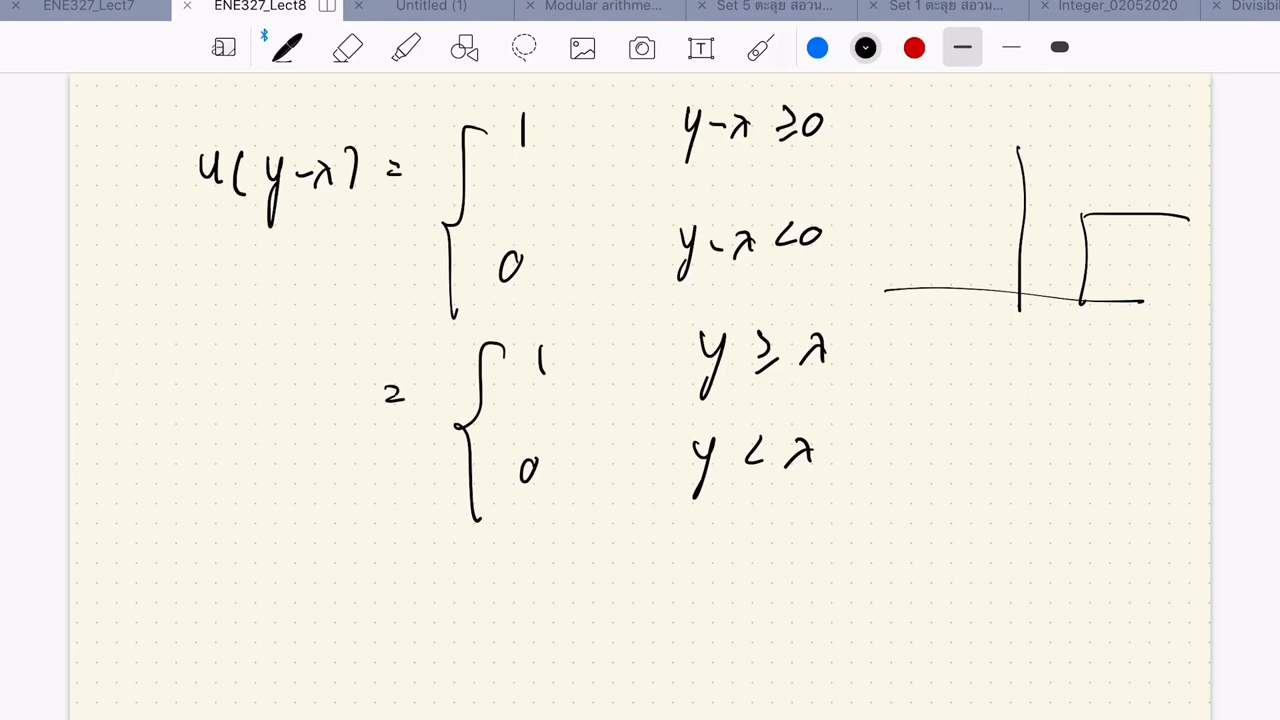 ENE327_Lect7 ENE327_Lect8 Untitled (1) Modular arithme... Set 5 ตะลุย สอวน... Set 1 ตะลุย สอวน... Integer_02052020 Divisibi
T
u(y-λ) = { 1 y-λ ≥0
0 y-λ <0
= { 1 y ≥ λ
0 y < λ